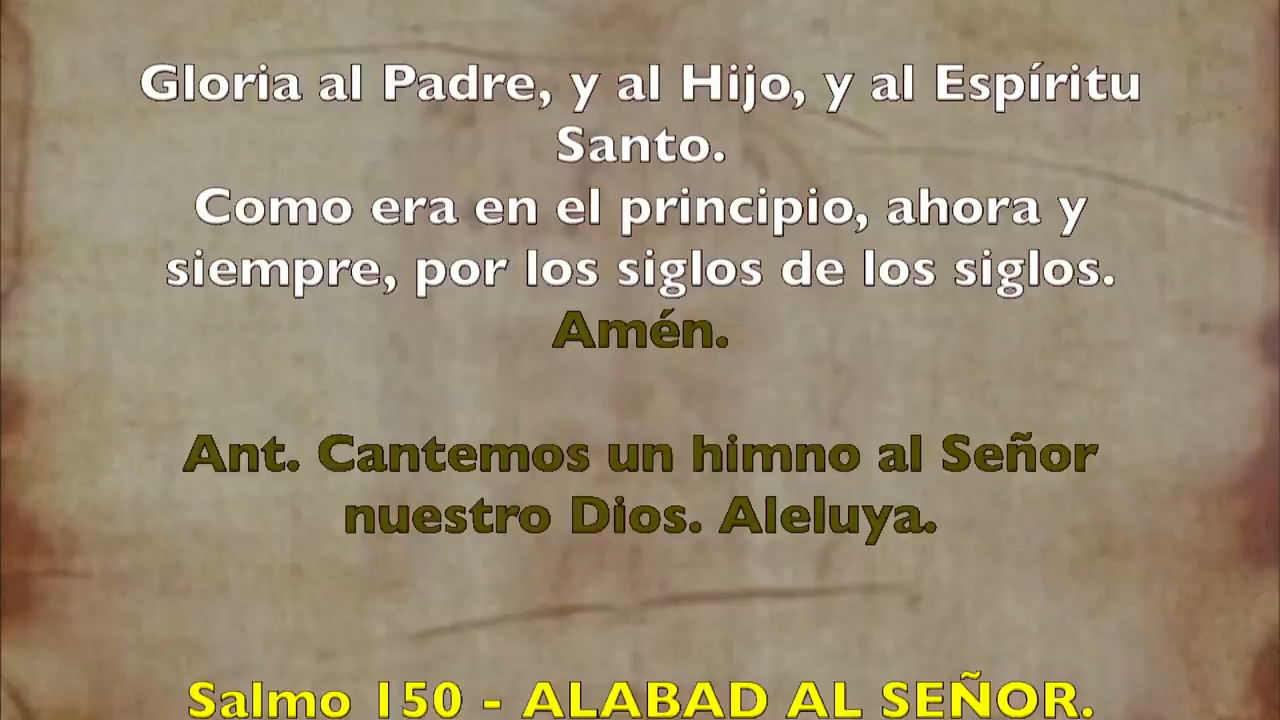 Gloria al Padre, y al Hijo, y al Espíritu
Santo.
Como era en el principio, ahora y
siempre, por los siglos de los siglos.
Amén.
Ant. Cantemos un himno al Señor
nuestro Dios. Aleluya.
Salmo 150 - ALABAD AL SEÑOR.